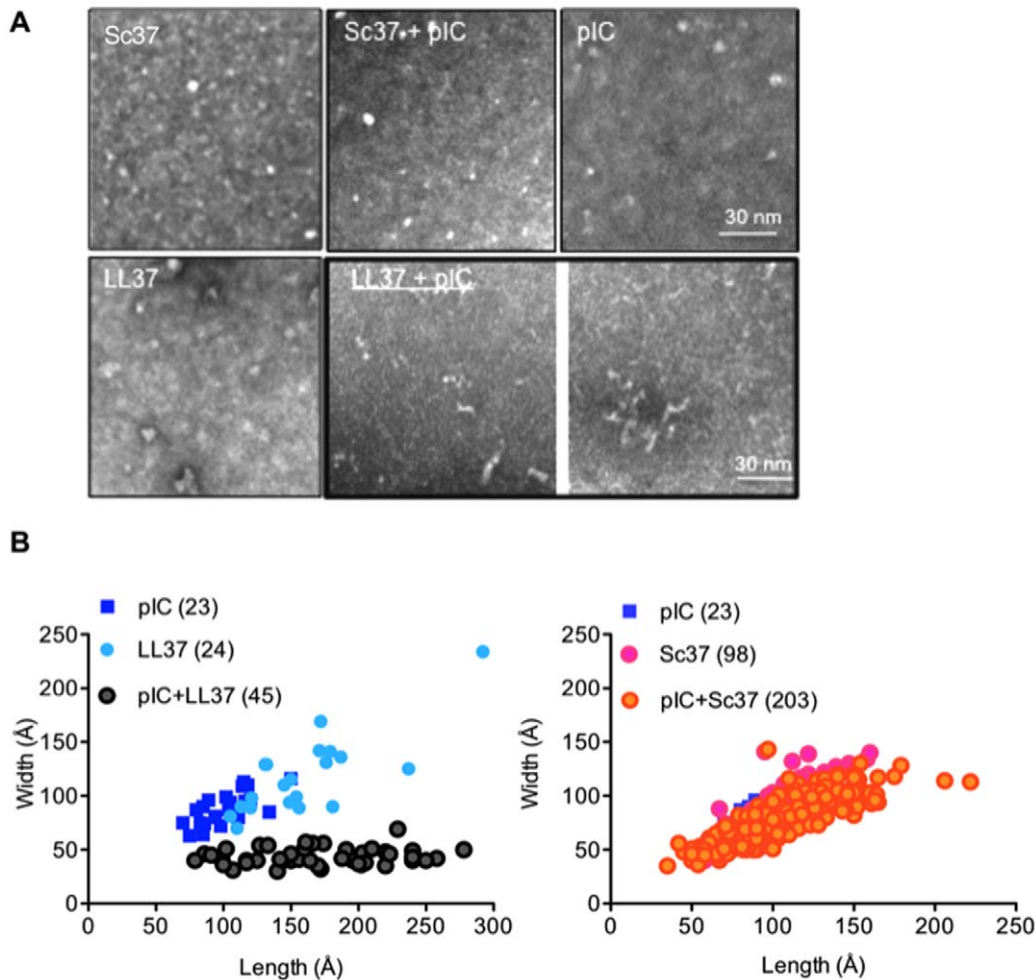 A
Sc37
Sc37 + pIC
pIC
30 nm
LL37
LL37 + pIC
30 nm
B
pIC (23)
LL37 (24)
pIC+LL37 (45)
250
200
150
100
50
0
Width (Å)
0 50 100 150 200 250 300
Length (Å)
pIC (23)
Sc37 (98)
pIC+Sc37 (203)
250
200
150
100
50
0
Width (Å)
0 50 100 150 200 250
Length (Å)